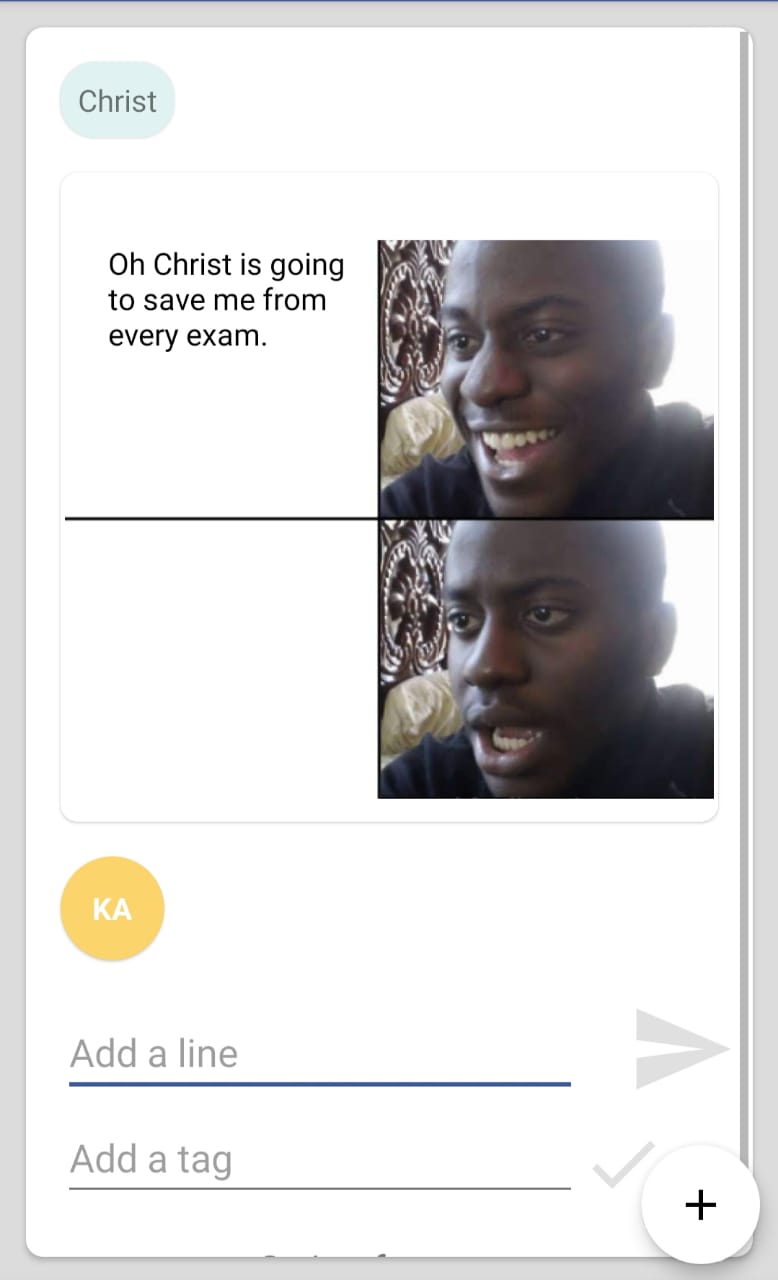 Christ
Oh Christ is going
to save me from
every exam.
KA
Add a line
Add a tag
+